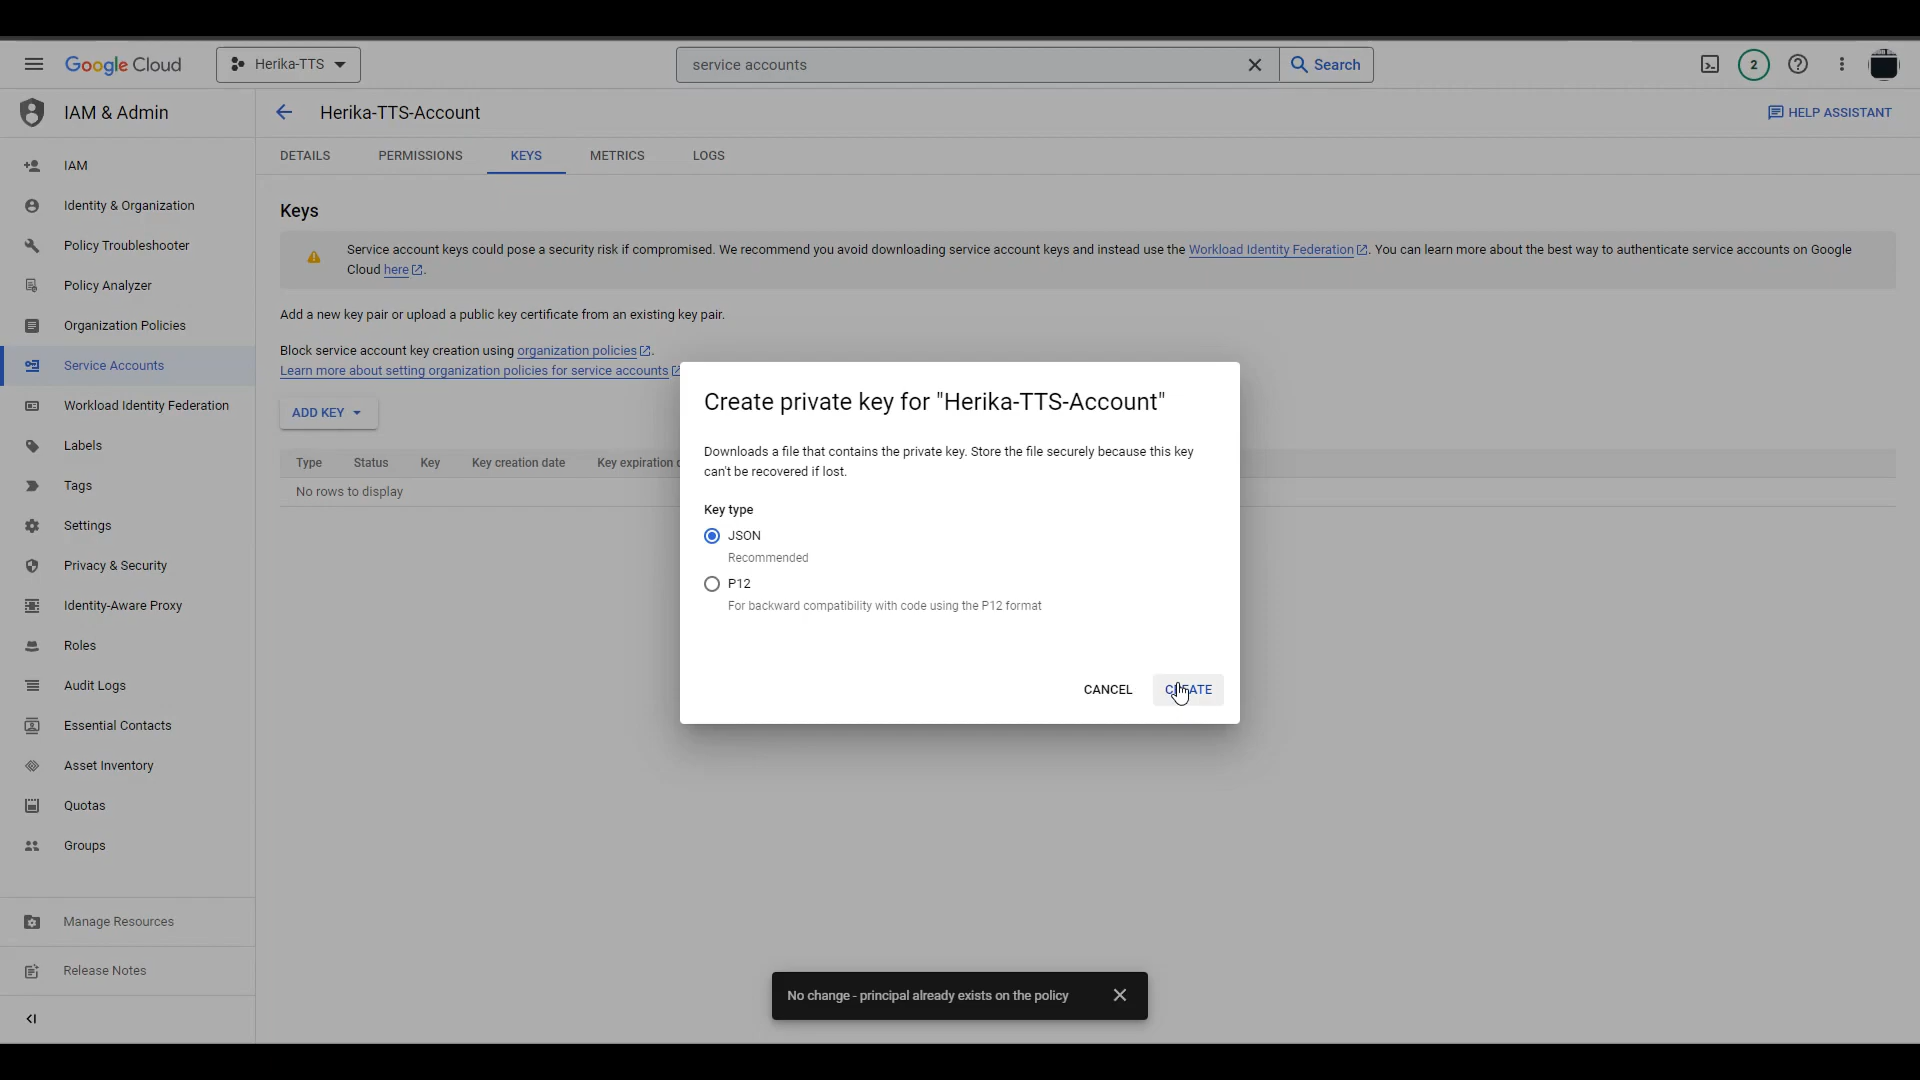 Google Cloud
Herika-TTS
service accounts
Search
2
IAM & Admin
Herika-TTS-Account
HELP ASSISTANT
DETAILS
PERMISSIONS
KEYS
METRICS
LOGS
IAM
Identity & Organization
Policy Troubleshooter
Policy Analyzer
Organization Policies
Service Accounts
Workload Identity Federation
Labels
Tags
Settings
Privacy & Security
Identity-Aware Proxy
Roles
Audit Logs
Essential Contacts
Asset Inventory
Quotas
Groups
Manage Resources
Release Notes
Keys
Service account keys could pose a security risk if compromised. We recommend you avoid downloading service account keys and instead use the Workload Identity Federation. You can learn more about the best way to authenticate service accounts on Google
Cloud here.
Add a new key pair or upload a public key certificate from an existing key pair.
Block service account key creation using organization policies.
Learn more about setting organization policies for service accounts
ADD KEY
Type Status Key Key creation date Key expiration
No rows to display
Create private key for "Herika-TTS-Account"
Downloads a file that contains the private key. Store the file securely because this key
can't be recovered if lost.
Key type
JSON
Recommended
P12
For backward compatibility with code using the P12 format
CANCEL
CREATE
No change - principal already exists on the policy